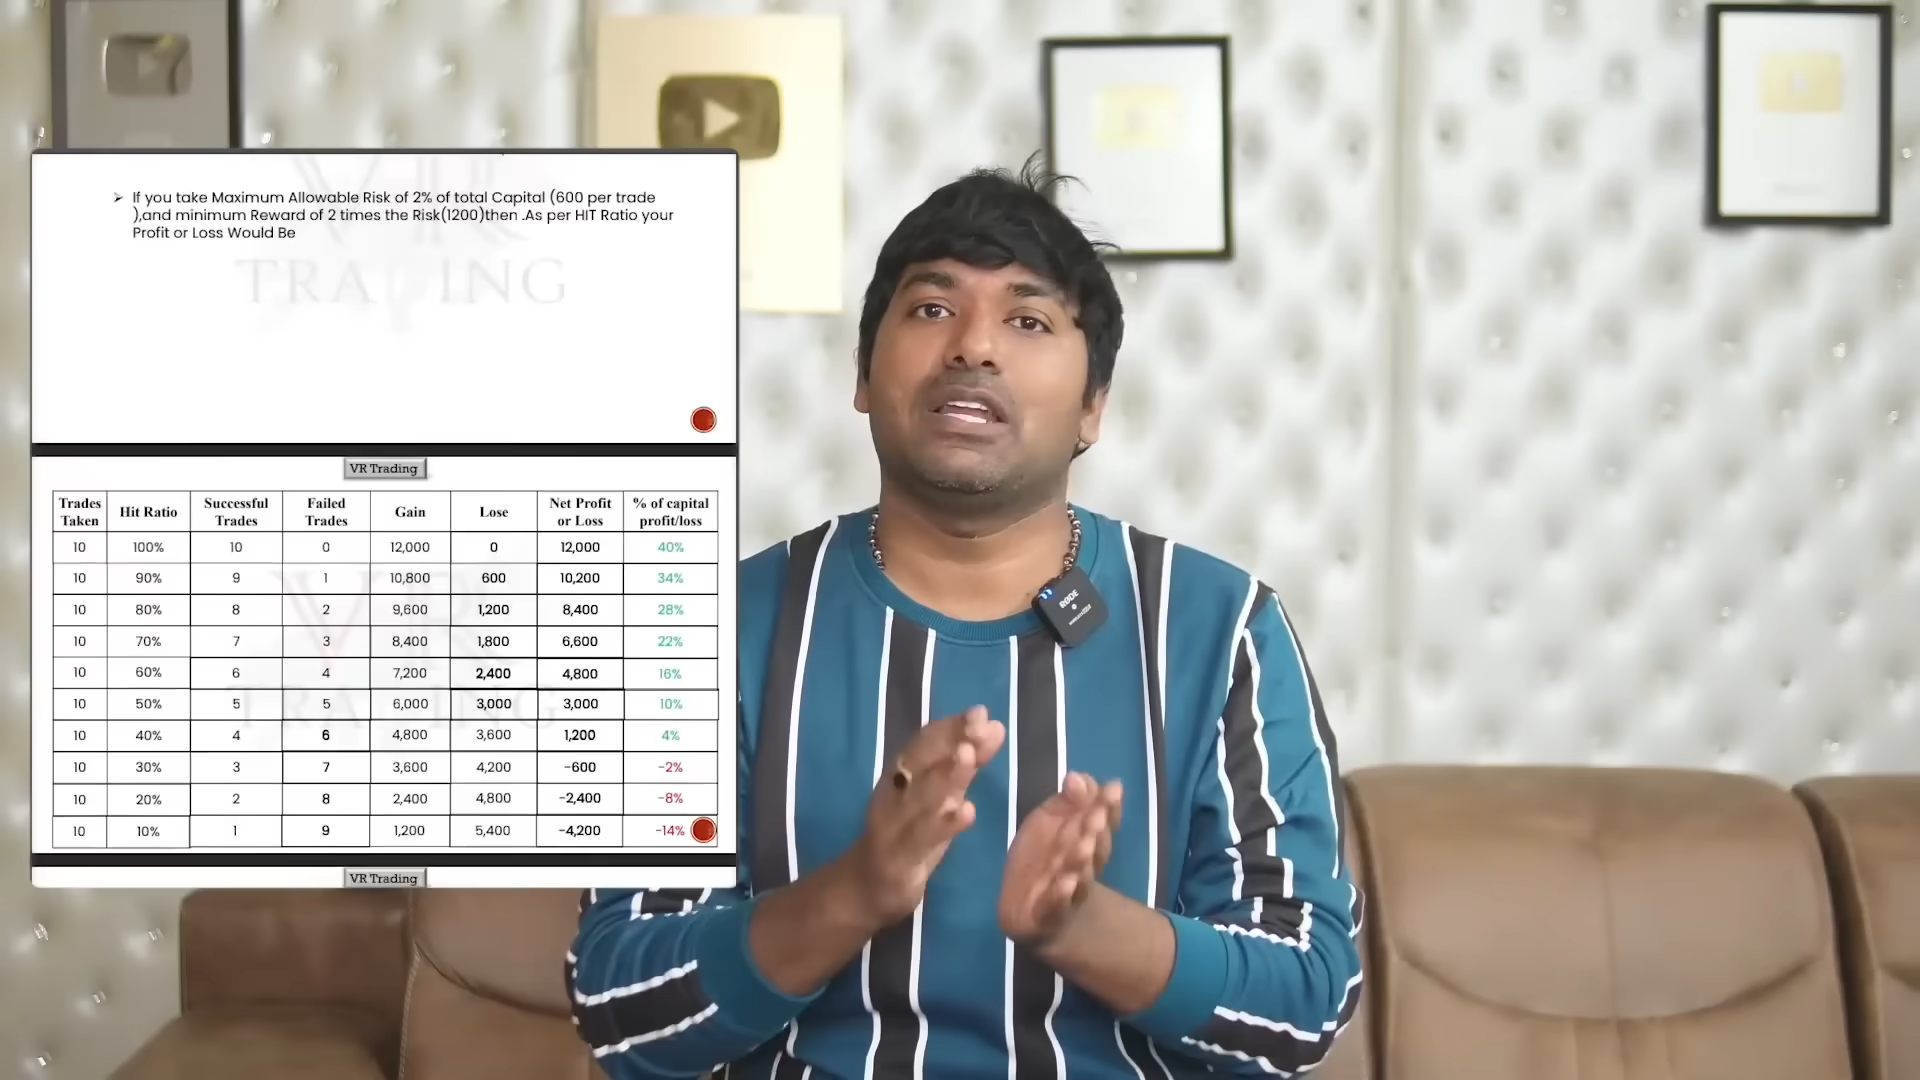 VR
TRADING
➢ If you take Maximum Allowable Risk of 2% of total Capital (600 per trade
),and minimum Reward of 2 times the Risk(1200)then .As per HIT Ratio your
Profit or Loss Would Be
VR Trading
Trades Taken Hit Ratio Successful Trades Failed Trades Gain Lose Net Profit or Loss % of capital profit/loss
10 100% 10 0 12,000 0 12,000 40%
10 90% 9 1 10,800 600 10,200 34%
10 80% 8 2 9,600 1,200 8,400 28%
10 70% 7 3 8,400 1,800 6,600 22%
10 60% 6 4 7,200 2,400 4,800 16%
10 50% 5 5 6,000 3,000 3,000 10%
10 40% 4 6 4,800 3,600 1,200 4%
10 30% 3 7 3,600 4,200 -600 -2%
10 20% 2 8 2,400 4,800 -2,400 -8%
10 10% 1 9 1,200 5,400 -4,200 -14%
VR
TRADING
VR Trading
RØDE